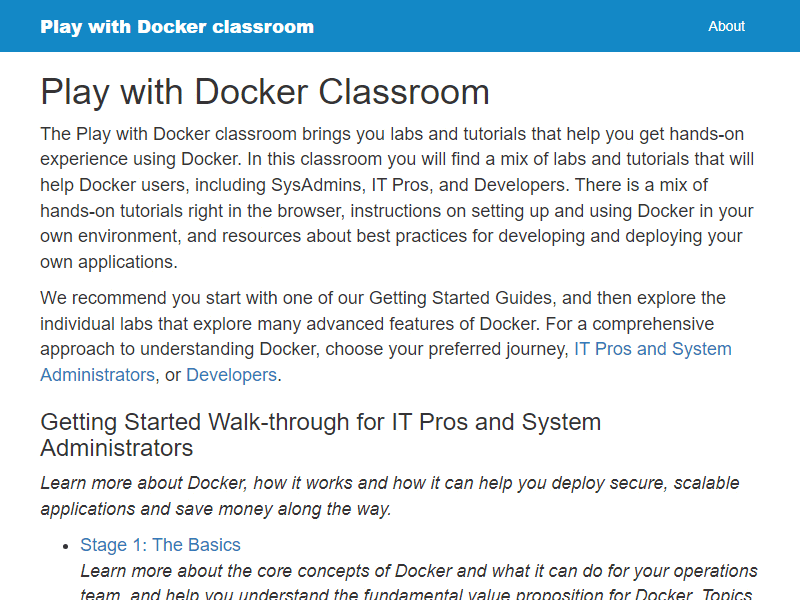 Play with Docker classroom
About
Play with Docker Classroom
The Play with Docker classroom brings you labs and tutorials that help you get hands-on
experience using Docker. In this classroom you will find a mix of labs and tutorials that will
help Docker users, including SysAdmins, IT Pros, and Developers. There is a mix of
hands-on tutorials right in the browser, instructions on setting up and using Docker in your
own environment, and resources about best practices for developing and deploying your
own applications.
We recommend you start with one of our Getting Started Guides, and then explore the
individual labs that explore many advanced features of Docker. For a comprehensive
approach to understanding Docker, choose your preferred journey, IT Pros and System
Administrators, or Developers.
Getting Started Walk-through for IT Pros and System
Administrators
Learn more about Docker, how it works and how it can help you deploy secure, scalable
applications and save money along the way.
• Stage 1: The Basics
Learn more about the core concepts of Docker and what it can do for your operations
team, and help you understand the fundamental value proposition for Docker. Topics